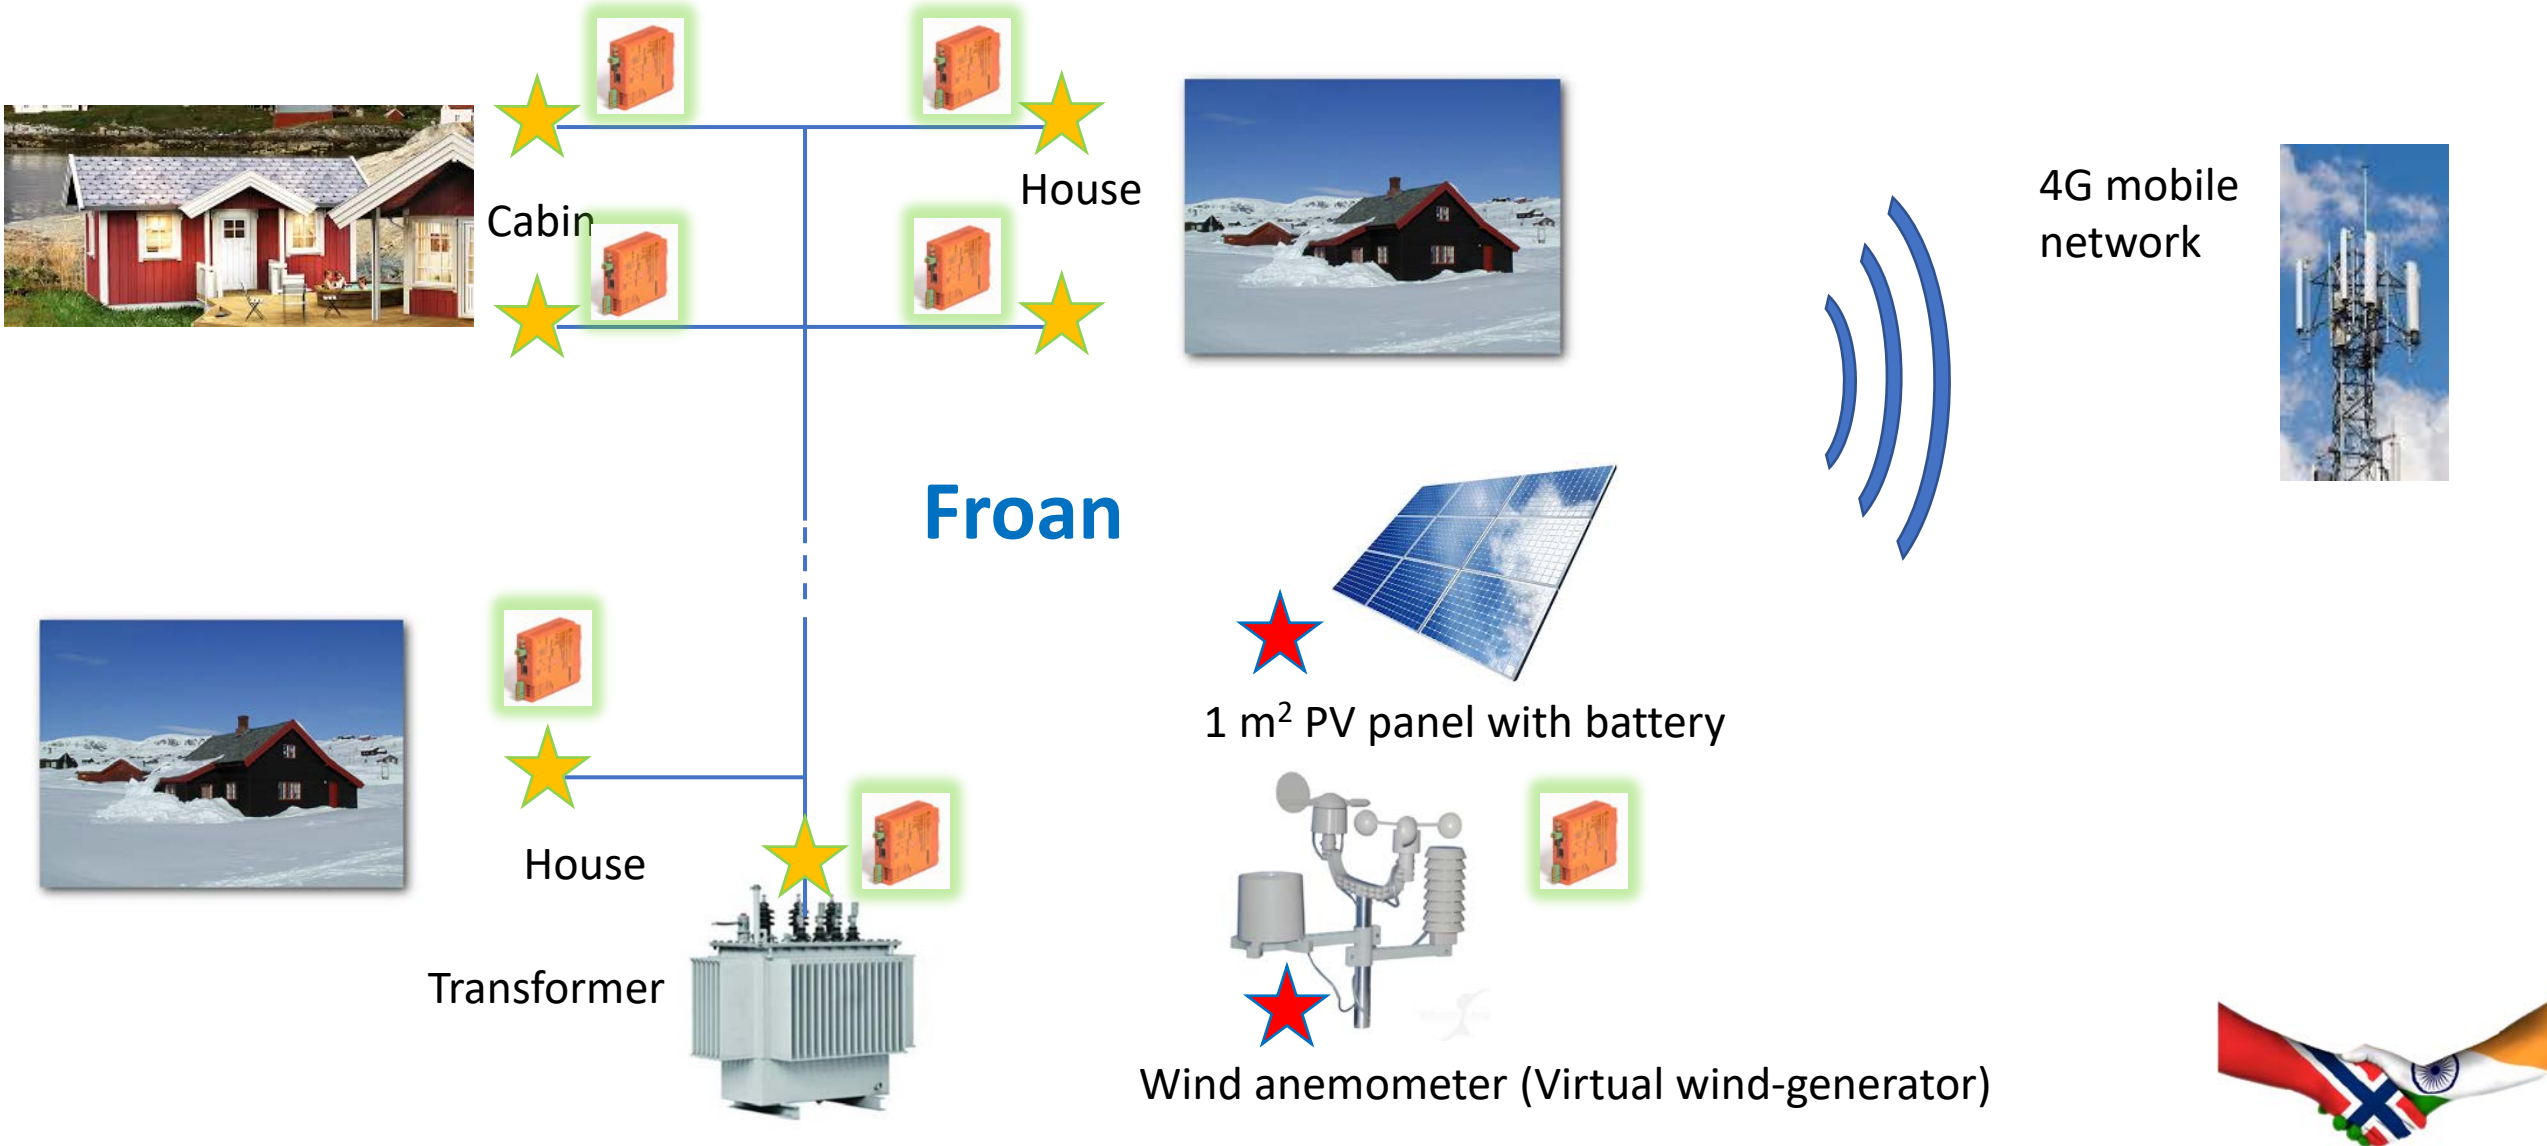 Cabin
House
4G mobile
network
Froan
1 m² PV panel with battery
House
Transformer
Wind anemometer (Virtual wind-generator)